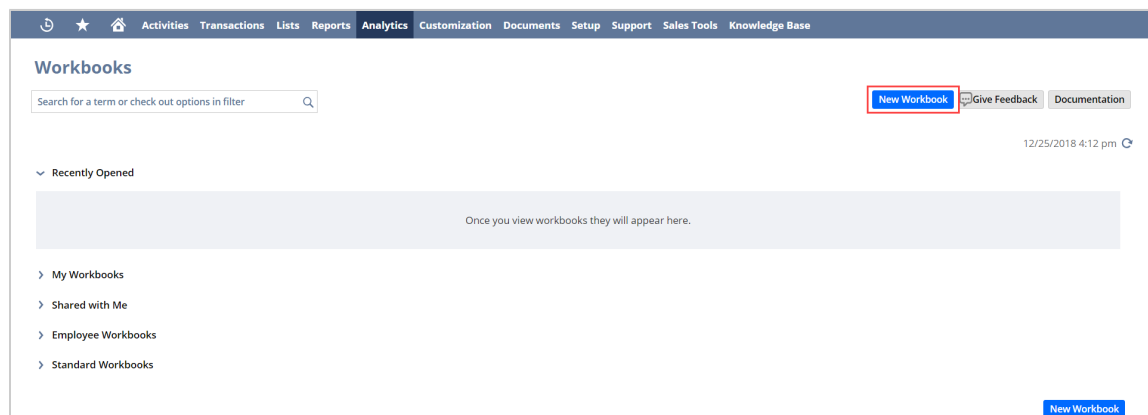 Activities Transactions Lists Reports Analytics Customization Documents Setup Support Sales Tools Knowledge Base
Workbooks
Search for a term or check out options in filter
New Workbook Give Feedback Documentation
12/25/2018 4:12 pm
Recently Opened
Once you view workbooks they will appear here.
My Workbooks
Shared with Me
Employee Workbooks
Standard Workbooks
New Workbook